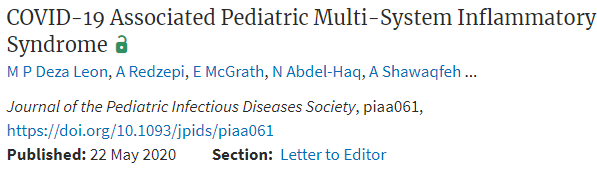 COVID-19 Associated Pediatric Multi-System Inflammatory
Syndrome
M P Deza Leon, A Redzepi, E McGrath, N Abdel-Haq, A Shawaqfeh ...
Journal of the Pediatric Infectious Diseases Society, piaa061,
https://doi.org/10.1093/jpids/piaa061
Published: 22 May 2020 Section: Letter to Editor